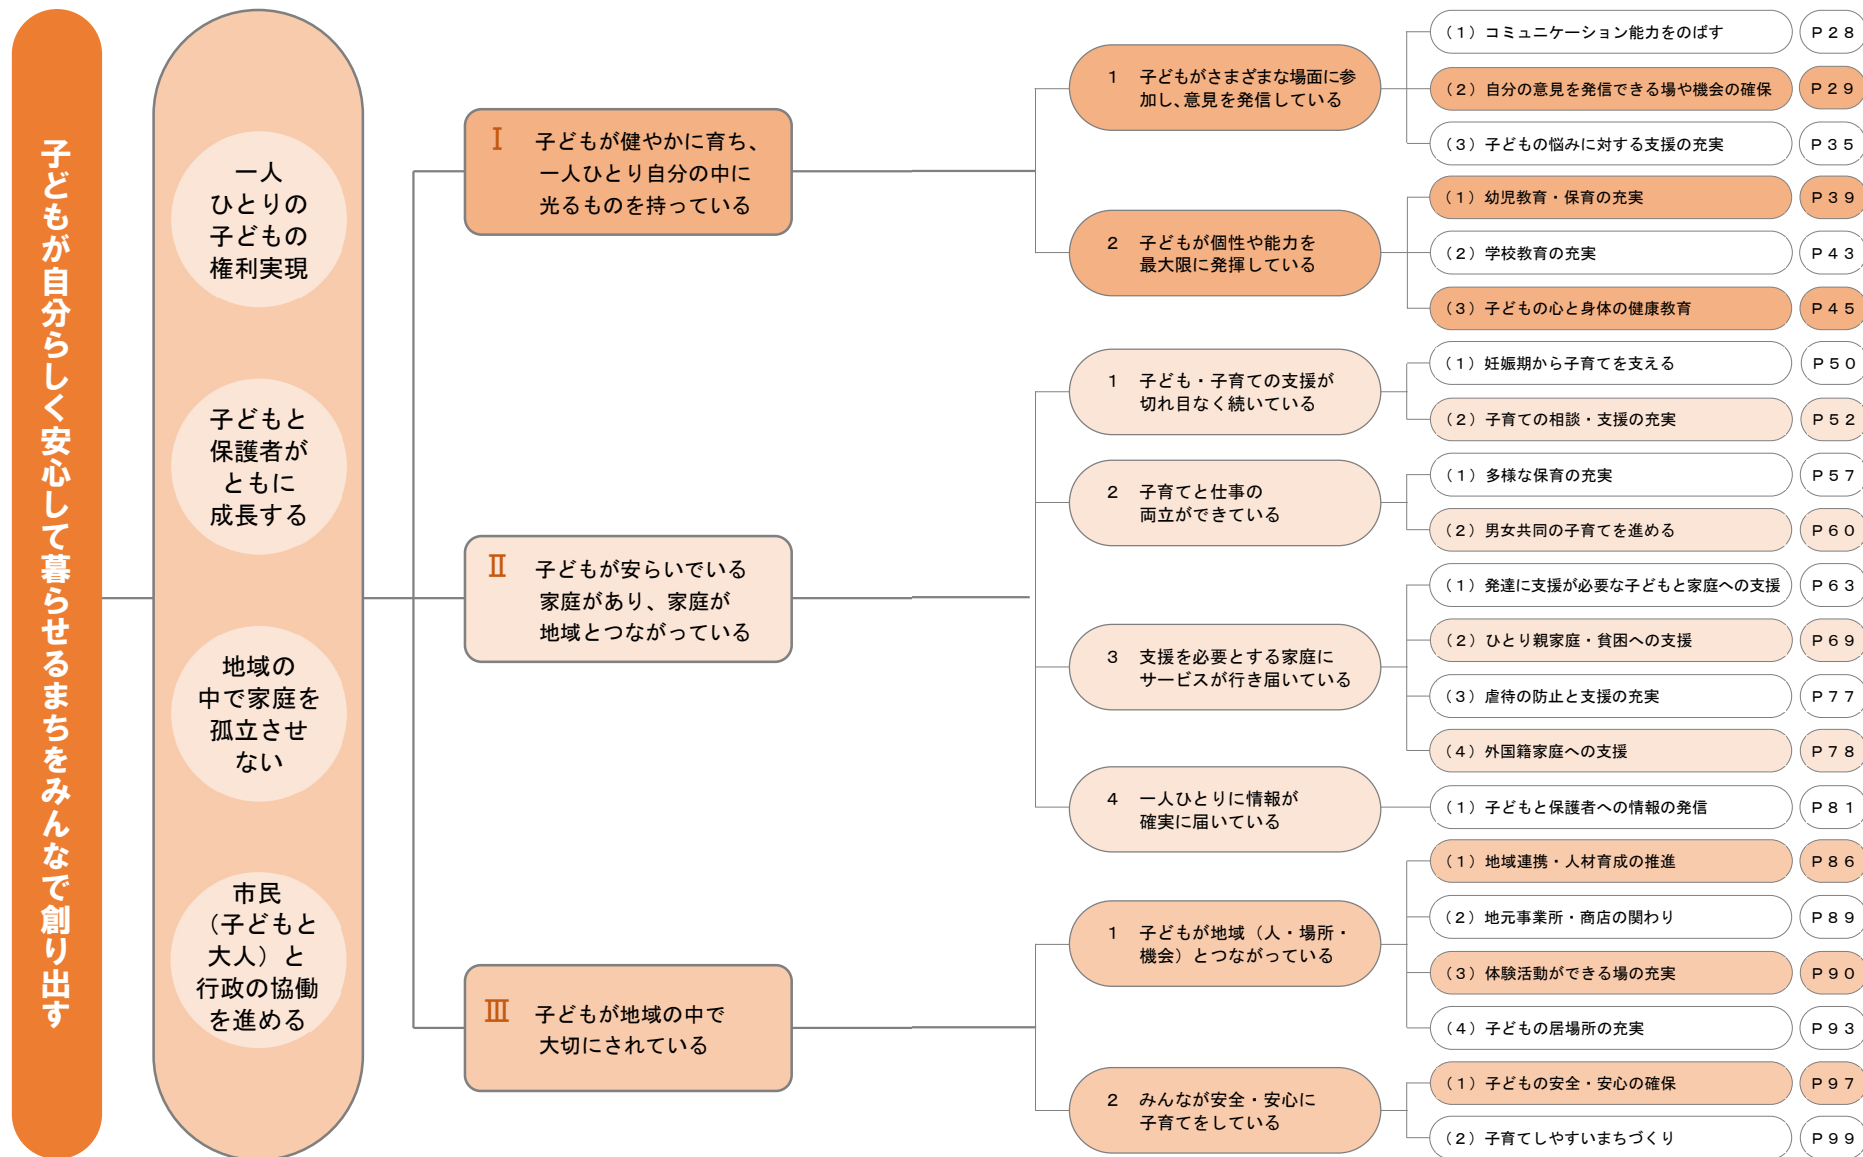 子どもが自分らしく安心して暮らせるまちをみんなで創り出す
一人
ひとりの
子どもの
権利実現
子どもと
保護者が
ともに
成長する
地域の
中で家庭を
孤立させ
ない
市民
（子どもと
大人）と
行政の協働
を進める
Ⅰ 子どもが健やかに育ち、
一人ひとり自分の中に
光るものを持っている
1 子どもがさまざまな場面に参
加し、意見を発信している
（1）コミュニケーション能力をのばす P28
（2）自分の意見を発信できる場や機会の確保 P29
（3）子どもの悩みに対する支援の充実 P35
2 子どもが個性や能力を
最大限に発揮している
（1）幼児教育・保育の充実 P39
（2）学校教育の充実 P43
（3）子どもの心と身体の健康教育 P45
Ⅱ 子どもが安らいでいる
家庭があり、家庭が
地域とつながっている
1 子ども・子育ての支援が
切れ目なく続いている
（1）妊娠期から子育てを支える P50
（2）子育ての相談・支援の充実 P52
2 子育てと仕事の
両立ができている
（1）多様な保育の充実 P57
（2）男女共同の子育てを進める P60
3 支援を必要とする家庭に
サービスが行き届いている
（1）発達に支援が必要な子どもと家庭への支援 P63
（2）ひとり親家庭・貧困への支援 P69
（3）虐待の防止と支援の充実 P77
（4）外国籍家庭への支援 P78
4 一人ひとりに情報が
確実に届いている
（1）子どもと保護者への情報の発信 P81
Ⅲ 子どもが地域の中で
大切にされている
1 子どもが地域（人・場所・
機会）とつながっている
（1）地域連携・人材育成の推進 P86
（2）地元事業所・商店の関わり P89
（3）体験活動ができる場の充実 P90
（4）子どもの居場所の充実 P93
2 みんなが安全・安心に
子育てをしている
（1）子どもの安全・安心の確保 P97
（2）子育てしやすいまちづくり P99